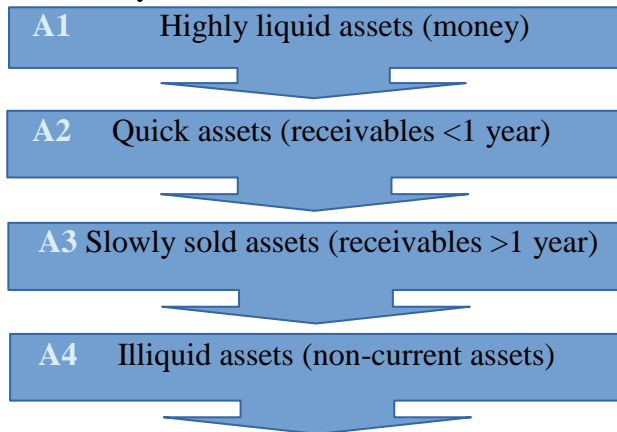 A1 Highly liquid assets (money)
A2 Quick assets (receivables <1 year)
A3 Slowly sold assets (receivables >1 year)
A4 Illiquid assets (non-current assets)